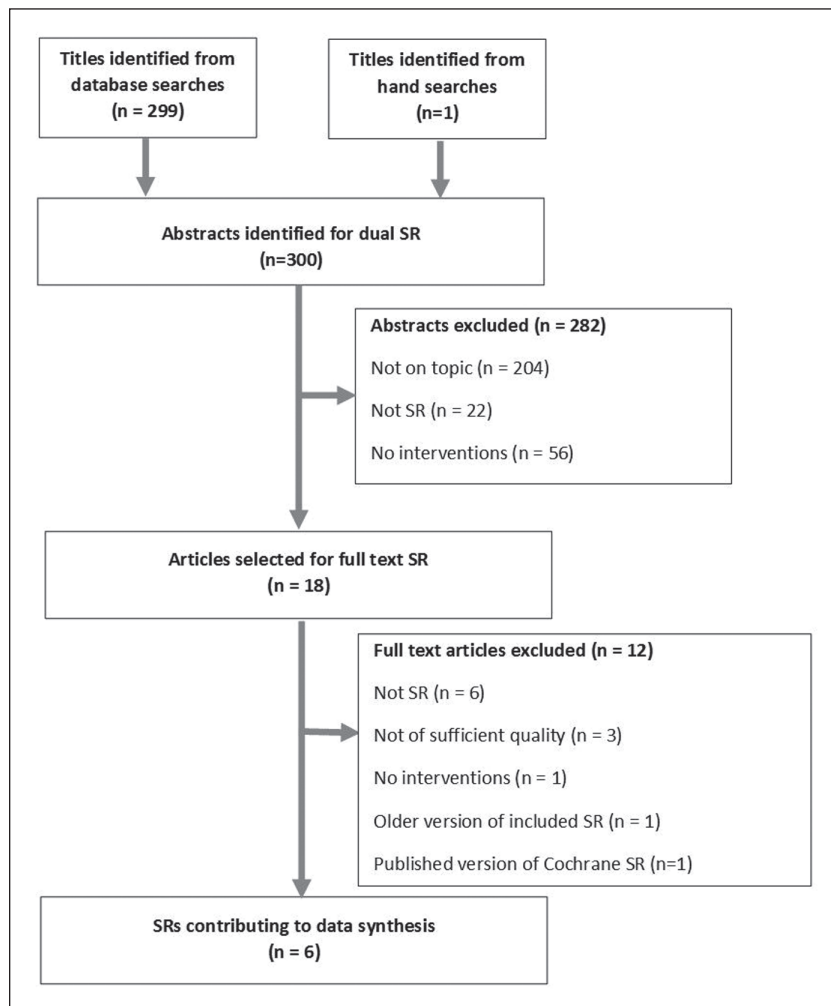 Titles identified from
database searches
(n = 299)
Titles identified from
hand searches
(n=1)
Abstracts identified for dual SR
(n=300)
Abstracts excluded (n = 282)
Not on topic (n = 204)
Not SR (n = 22)
No interventions (n = 56)
Articles selected for full text SR
(n = 18)
Full text articles excluded (n = 12)
Not SR (n = 6)
Not of sufficient quality (n = 3)
No interventions (n = 1)
Older version of included SR (n = 1)
Published version of Cochrane SR (n=1)
SRs contributing to data synthesis
(n = 6)